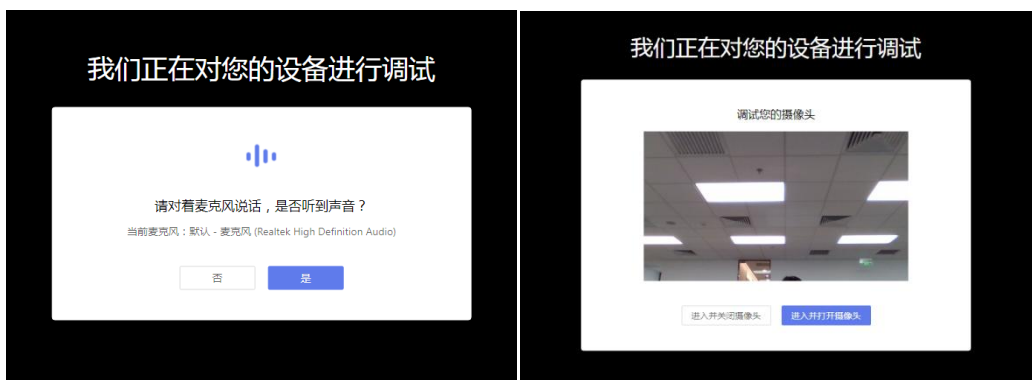 我们正在对您的设备进行调试
请对着麦克风说话，是否听到声音？
当前麦克风：默认 - 麦克风 (Realtek High Definition Audio)
否
是
我们正在对您的设备进行调试
调试您的摄像头
进入并关闭摄像头
进入并打开摄像头